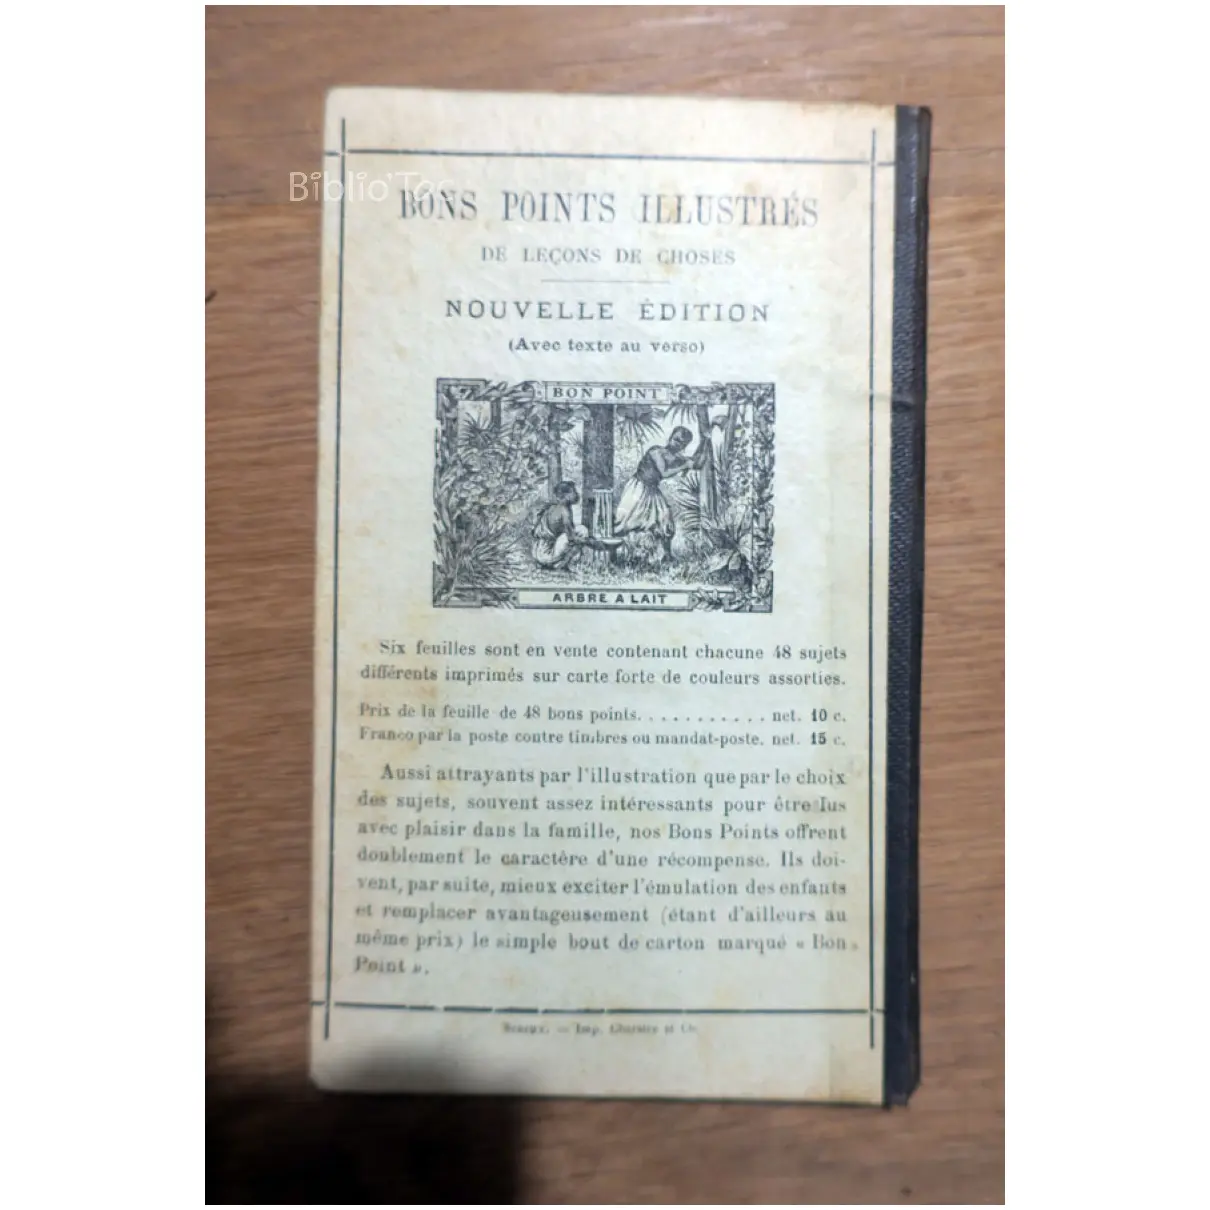 Biblio'Toc
BONS POINTS ILLUSTRÉS
DE LEÇONS DE CHOSES
NOUVELLE ÉDITION
(Avec texte au verso)
BON POINT
ARBRE A LAIT
Six feuilles sont en vente contenant chacune 48 sujets
différents imprimés sur carte forte de couleurs assorties.
Prix de la feuille de 48 bons points. . . . . . . . . . . net. 10 c.
Franco par la poste contre timbres ou mandat-poste. net. 15 c.
Aussi attrayants par l'illustration que par le choix
des sujets, souvent assez intéressants pour être lus
avec plaisir dans la famille, nos Bons Points offrent
doublement le caractère d'une récompense. Ils doi-
vent, par suite, mieux exciter l'émulation des enfants
et remplacer avantageusement (étant d'ailleurs au
même prix) le simple bout de carton marqué « Bon
Point ».
Sceaux. — Imp. Charaire et Cie.